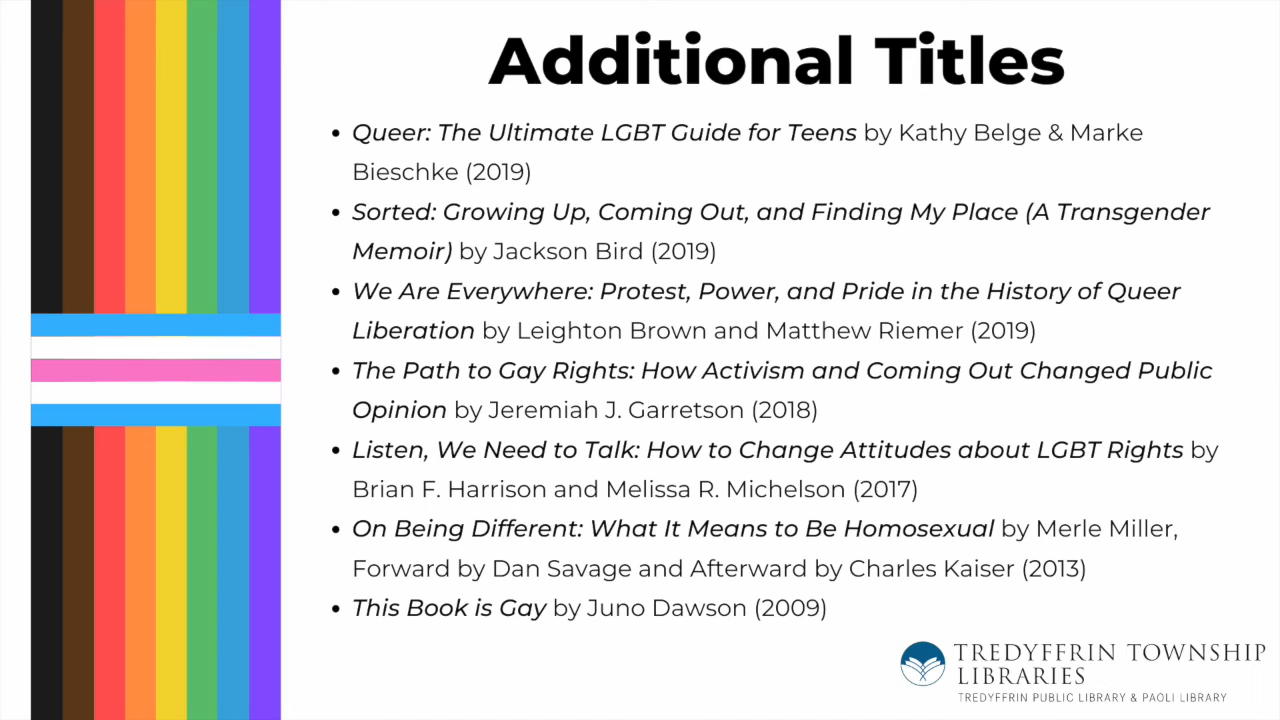 Additional Titles
• Queer: The Ultimate LGBT Guide for Teens by Kathy Belge & Marke
Bieschke (2019)
• Sorted: Growing Up, Coming Out, and Finding My Place (A Transgender
Memoir) by Jackson Bird (2019)
• We Are Everywhere: Protest, Power, and Pride in the History of Queer
Liberation by Leighton Brown and Matthew Riemer (2019)
• The Path to Gay Rights: How Activism and Coming Out Changed Public
Opinion by Jeremiah J. Garretson (2018)
• Listen, We Need to Talk: How to Change Attitudes about LGBT Rights by
Brian F. Harrison and Melissa R. Michelson (2017)
• On Being Different: What It Means to Be Homosexual by Merle Miller,
Forward by Dan Savage and Afterward by Charles Kaiser (2013)
• This Book is Gay by Juno Dawson (2009)
TREDYFFRIN TOWNSHIP
LIBRARIES
TREDYFFRIN PUBLIC LIBRARY & PAOLI LIBRARY